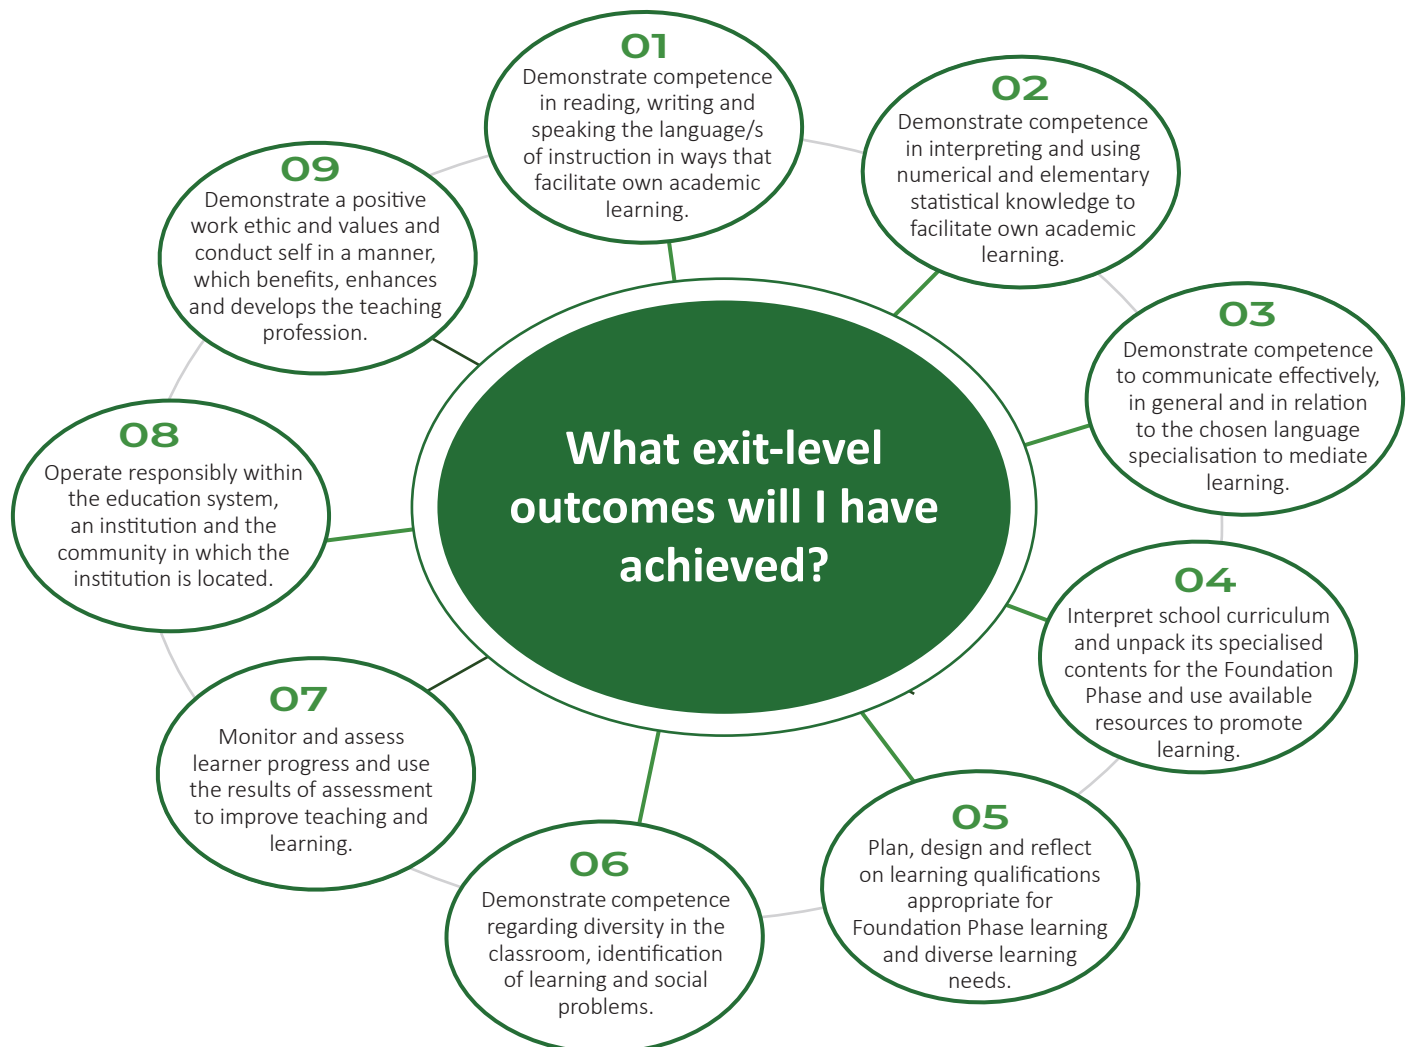 01
Demonstrate competence
in reading, writing and
speaking the language/s
of instruction in ways that
facilitate own academic
learning.
02
Demonstrate competence
in interpreting and using
numerical and elementary
statistical knowledge to
facilitate own academic
learning.
03
Demonstrate competence
to communicate effectively,
in general and in relation
to the chosen language
specialisation to mediate
learning.
04
Interpret school curriculum
and unpack its specialised
contents for the Foundation
Phase and use available
resources to promote
learning.
05
Plan, design and reflect
on learning qualifications
appropriate for
Foundation Phase learning
and diverse learning
needs.
06
Demonstrate competence
regarding diversity in the
classroom, identification
of learning and social
problems.
07
Monitor and assess
learner progress and use
the results of assessment
to improve teaching and
learning.
08
Operate responsibly within
the education system,
an institution and the
community in which the
institution is located.
09
Demonstrate a positive
work ethic and values and
conduct self in a manner,
which benefits, enhances
and develops the teaching
profession.
What exit-level
outcomes will I have
achieved?